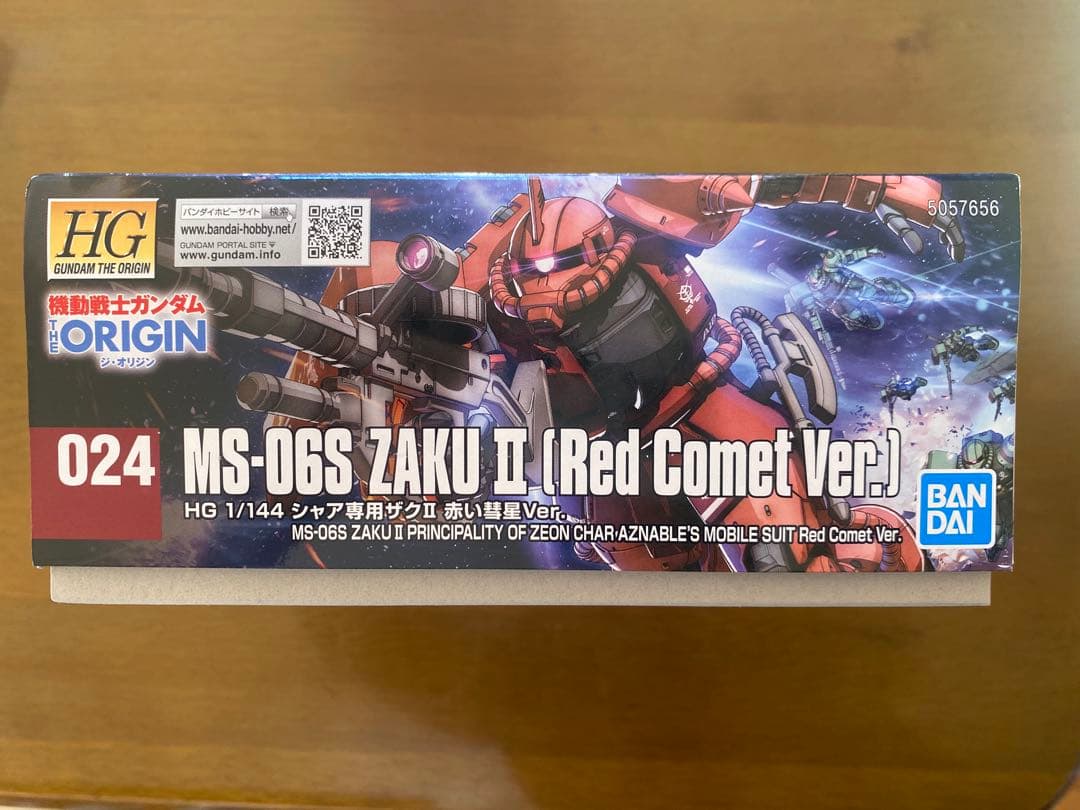 HG
GUNDAM THE ORIGIN
バンダイホビーサイト 検索
www.bandai-hobby.net/
GUNDAM PORTAL SITE
www.gundam.info
5057656
機動戦士ガンダム
THE ORIGIN
ジ・オリジン
024
MS-06S ZAKU II (Red Comet Ver.)
HG 1/144 シャア専用ザクII 赤い彗星Ver.
MS-06S ZAKU II PRINCIPALITY OF ZEON CHAR AZNABLE'S MOBILE SUIT Red Comet Ver.
BAN
DAI